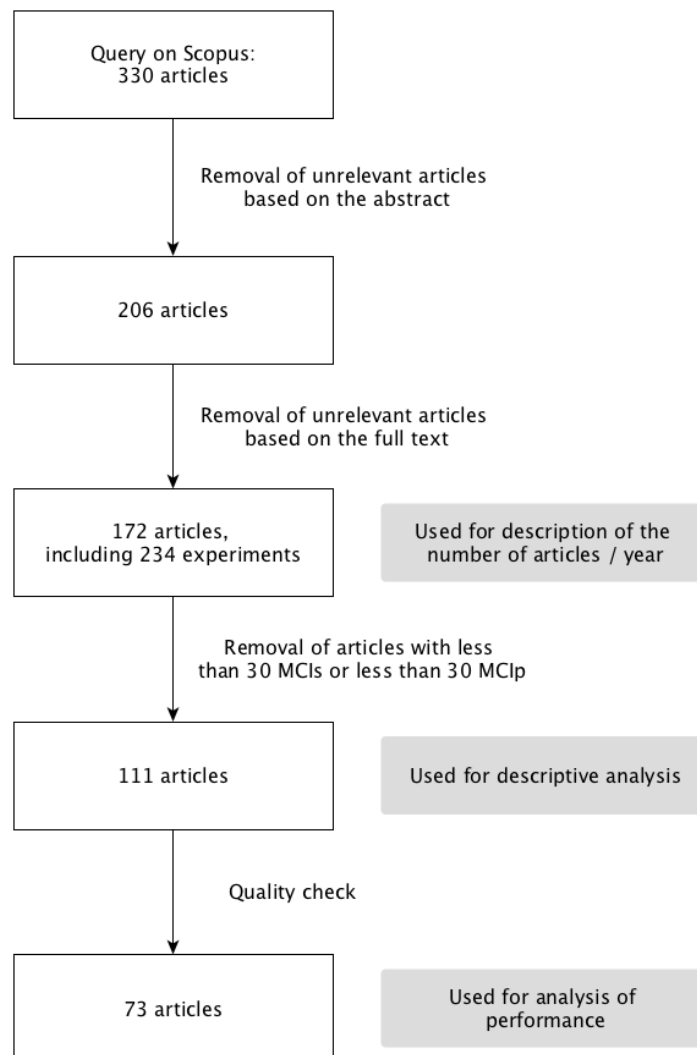 Query on Scopus:
330 articles
Removal of unrelevant articles
based on the abstract
206 articles
Removal of unrelevant articles
based on the full text
172 articles,
including 234 experiments
Used for description of the
number of articles / year
Removal of articles with less
than 30 MCIs or less than 30 MCIp
111 articles
Used for descriptive analysis
Quality check
73 articles
Used for analysis of
performance